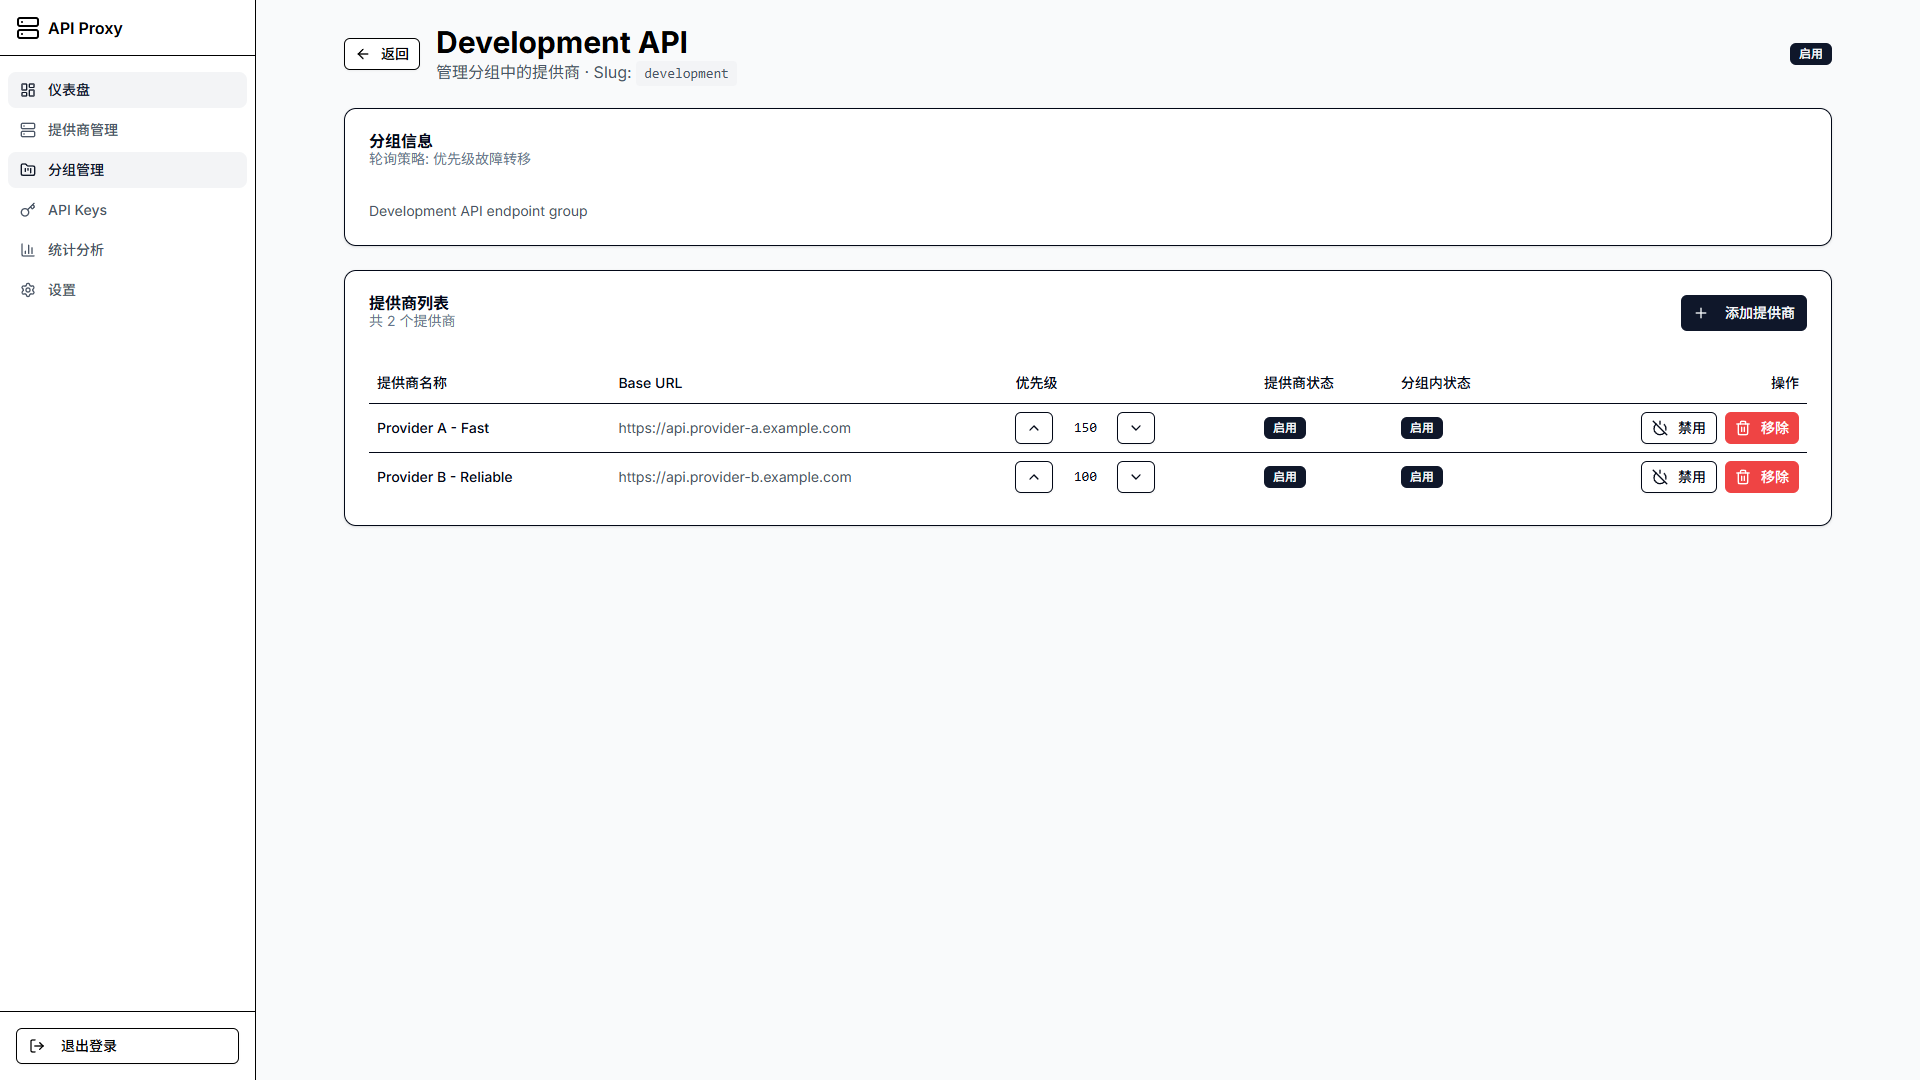 API Proxy
仪表盘
提供商管理
分组管理
API Keys
统计分析
设置
退出登录
返回
Development API
管理分组中的提供商 · Slug: development
启用
分组信息
轮询策略: 优先级故障转移
Development API endpoint group
提供商列表
共 2 个提供商
添加提供商
提供商名称 Base URL 优先级 提供商状态 分组内状态 操作
Provider A - Fast https://api.provider-a.example.com 150 启用 启用 禁用 移除
Provider B - Reliable https://api.provider-b.example.com 100 启用 启用 禁用 移除